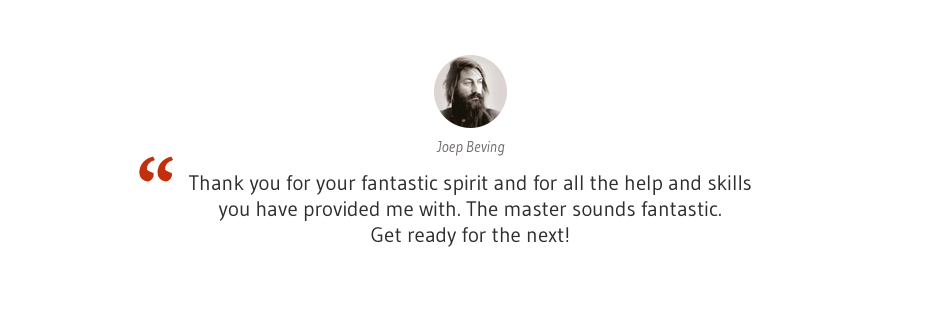 Joep Beving
“ Thank you for your fantastic spirit and for all the help and skills
you have provided me with. The master sounds fantastic.
Get ready for the next!